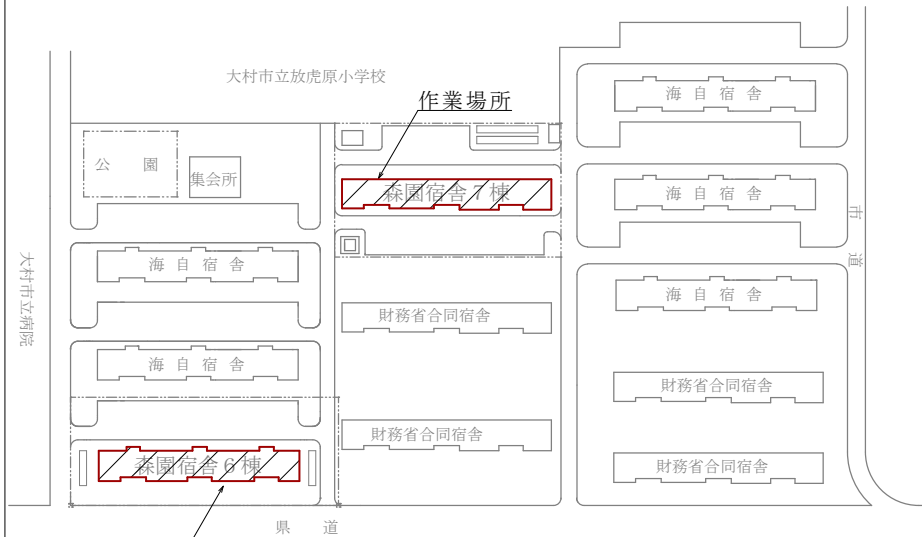 大村市立放虎原小学校
作業場所
海自宿舎
公園
集会所
森園宿舎7棟
海自宿舎
市道
大村市立病院
海自宿舎
海自宿舎
財務省合同宿舎
海自宿舎
財務省合同宿舎
財務省合同宿舎
森園宿舎6棟
財務省合同宿舎
県道